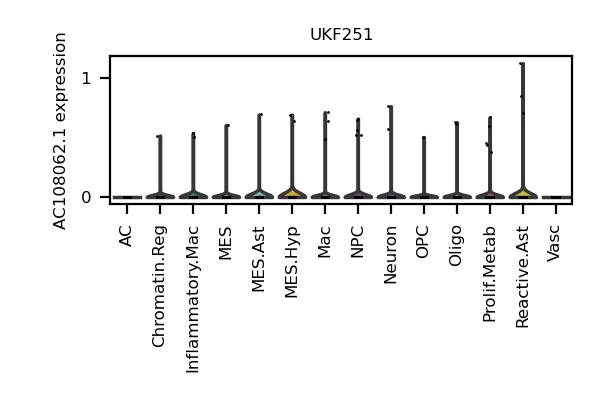 UKF251
AC108062.1 expression
1
0
AC
Chromatin.Reg
Inflammatory.Mac
MES
MES.Ast
MES.Hyp
Mac
NPC
Neuron
OPC
Oligo
Prolif.Metab
Reactive.Ast
Vasc